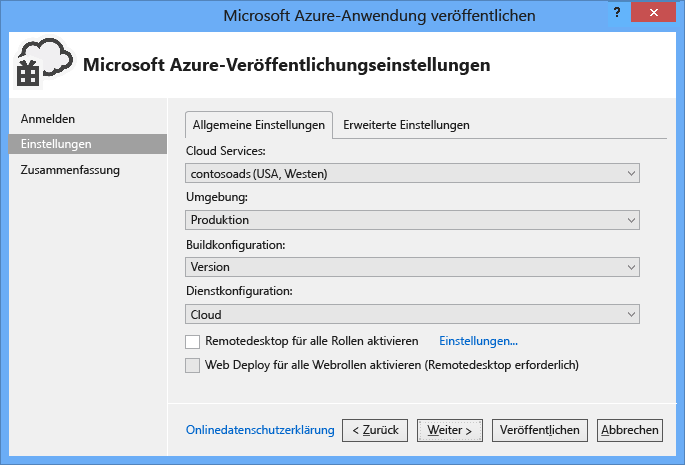 Microsoft Azure-Anwendung veröffentlichen
?
Microsoft Azure-Veröffentlichungseinstellungen
Anmelden
Einstellungen
Zusammenfassung
Allgemeine Einstellungen
Erweiterte Einstellungen
Cloud Services:
contosoads (USA, Westen)
Umgebung:
Produktion
Buildkonfiguration:
Version
Dienstkonfiguration:
Cloud
Remotedesktop für alle Rollen aktivieren
Einstellungen...
Web Deploy für alle Webrollen aktivieren (Remotedesktop erforderlich)
Onlinedatenschutzerklärung
< Zurück
Weiter >
Veröffentlichen
Abbrechen